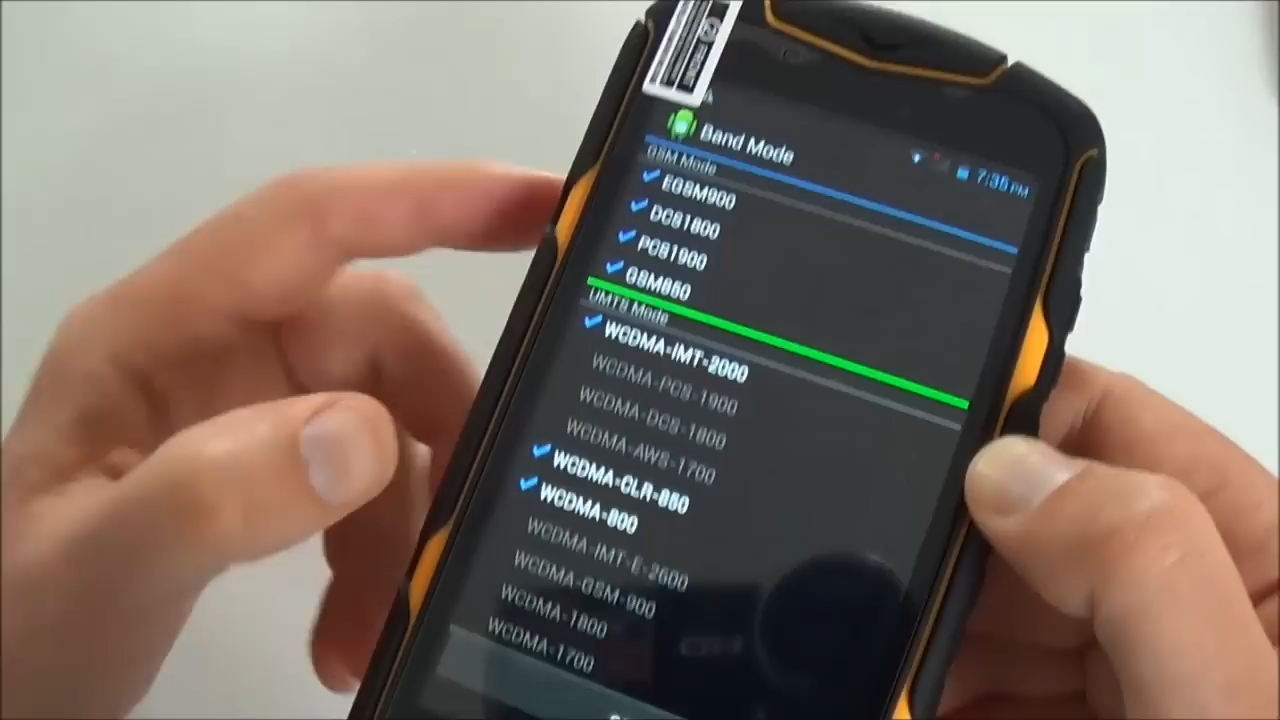 Band Mode
7:35 PM
GSM Mode
EGSM900
DCS1800
PCS1900
GSM850
UMTS Mode
WCDMA-IMT-2000
WCDMA-PCS-1900
WCDMA-DCS-1800
WCDMA-AWS-1700
WCDMA-CLR-850
WCDMA-800
WCDMA-IMT-E-2600
WCDMA-GSM-900
WCDMA-1800
WCDMA-1700